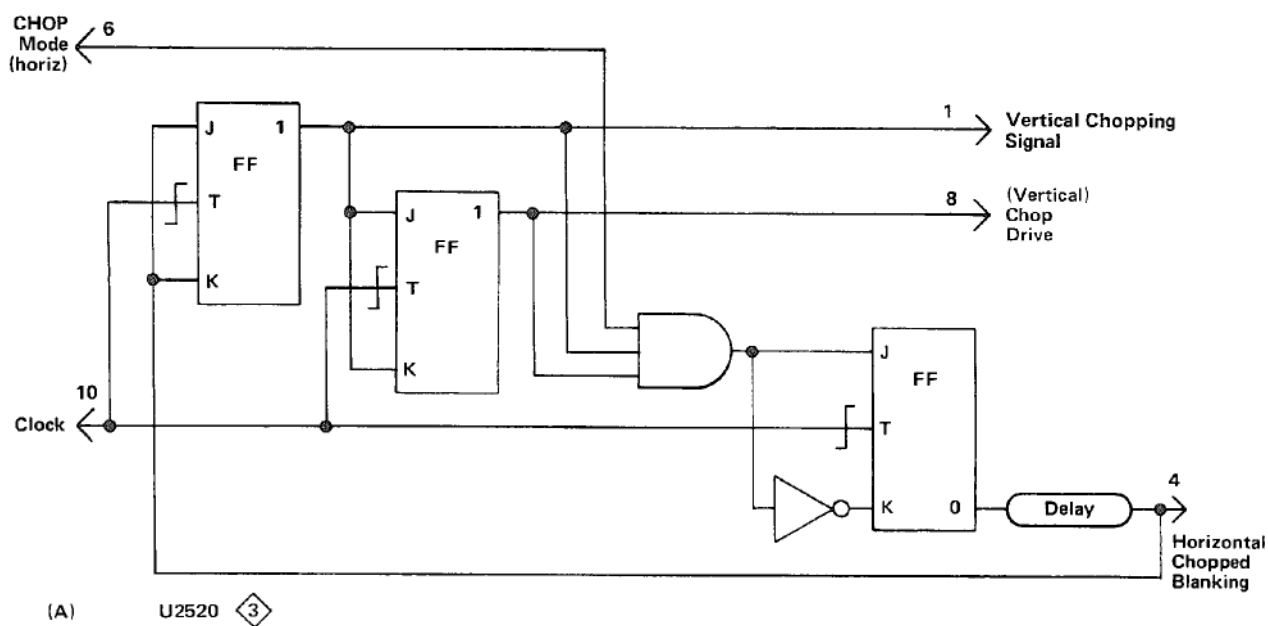 CHOP
Mode
(horiz)
6
J
1
FF
T
K
1
Vertical Chopping
Signal
J
1
FF
T
K
8
(Vertical)
Chop
Drive
10
Clock
J
FF
T
K
0
Delay
4
Horizontal
Chopped
Blanking
(A)
U2520
3